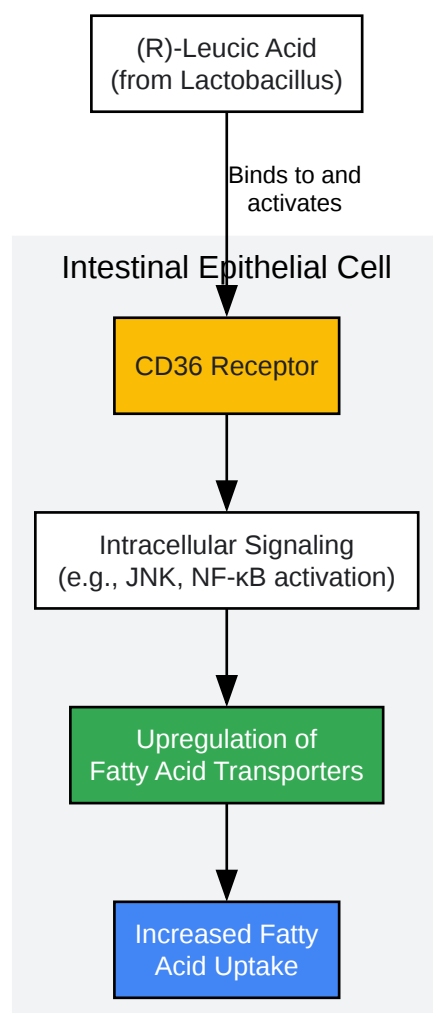 (R)-Leucic Acid
(from Lactobacillus)
Binds to and
activates
Intestinal Epithelial Cell
CD36 Receptor
Intracellular Signaling
(e.g., JNK, NF-κB activation)
Upregulation of
Fatty Acid Transporters
Increased Fatty
Acid Uptake